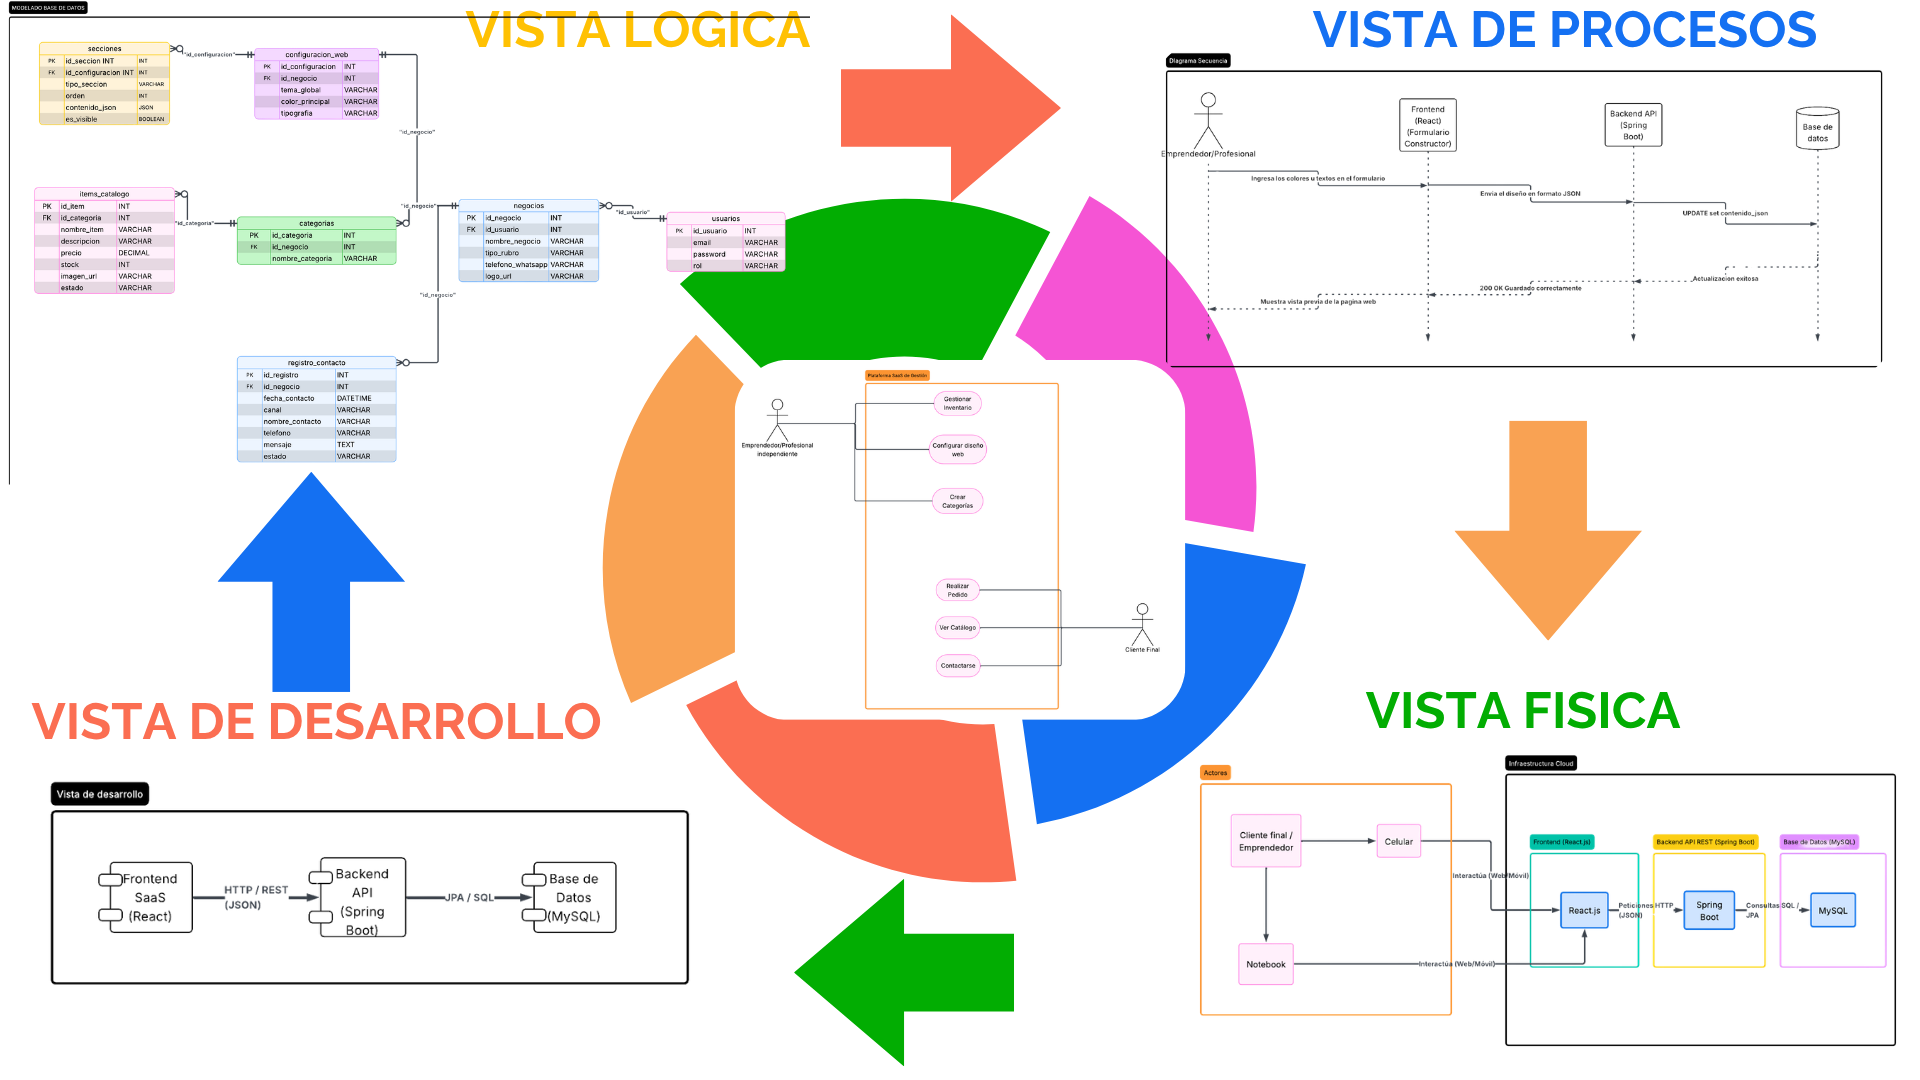 MODELADO BASE DE DATOS
VISTA LOGICA
secciones
PK id_seccion INT INT
FK id_configuracion INT INT
tipo_seccion VARCHAR
orden INT
contenido_json JSON
es_visible BOOLEAN
"id_configuracion"
configuracion_web
PK id_configuracion INT
FK id_negocio INT
tema_global VARCHAR
color_principal VARCHAR
tipografia VARCHAR
"id_negocio"
items_catalogo
PK id_item INT
FK id_categoria INT
nombre_item VARCHAR
descripcion VARCHAR
precio DECIMAL
stock INT
imagen_url VARCHAR
estado VARCHAR
"id_categoria"
categorias
PK id_categoria INT
FK id_negocio INT
nombre_categoria VARCHAR
"id_negocio"
negocios
PK id_negocio INT
FK id_usuario INT
nombre_negocio VARCHAR
tipo_rubro VARCHAR
telefono_whatsapp VARCHAR
logo_url VARCHAR
"id_usuario"
usuarios
PK id_usuario INT
email VARCHAR
password VARCHAR
rol VARCHAR
"id_negocio"
registro_contacto
PK id_registro INT
FK id_negocio INT
fecha_contacto DATETIME
canal VARCHAR
nombre_contacto VARCHAR
telefono VARCHAR
mensaje TEXT
estado VARCHAR
VISTA DE PROCESOS
Diagrama Secuencia
Emprendedor/Profesional
Frontend
(React)
(Formulario
Constructor)
Backend API
(Spring
Boot)
Base de
datos
Ingresa los colores u textos en el formulario
Envia el diseño en formato JSON
UPDATE set contenido_json
Actualizacion exitosa
200 OK Guardado correctamente
Muestra vista previa de la pagina web
Plataforma SaaS de Gestión
Emprendedor/Profesional
independiente
Gestionar
Inventario
Configurar diseño
web
Crear
Categorías
Realizar
Pedido
Ver Catálogo
Contactarse
Cliente Final
VISTA DE DESARROLLO
Vista de desarrollo
Frontend
SaaS
(React)
HTTP / REST
(JSON)
Backend
API
(Spring
Boot)
JPA / SQL
Base de
Datos
(MySQL)
VISTA FISICA
Actores
Cliente final /
Emprendedor
Celular
Notebook
Interactúa (Web/Móvil)
Interactúa (Web/Móvil)
Infraestructura Cloud
Frontend (React.js)
React.js
Peticiones HTTP
(JSON)
Backend API REST (Spring Boot)
Spring
Boot
Consultas SQL /
JPA
Base de Datos (MySQL)
MySQL